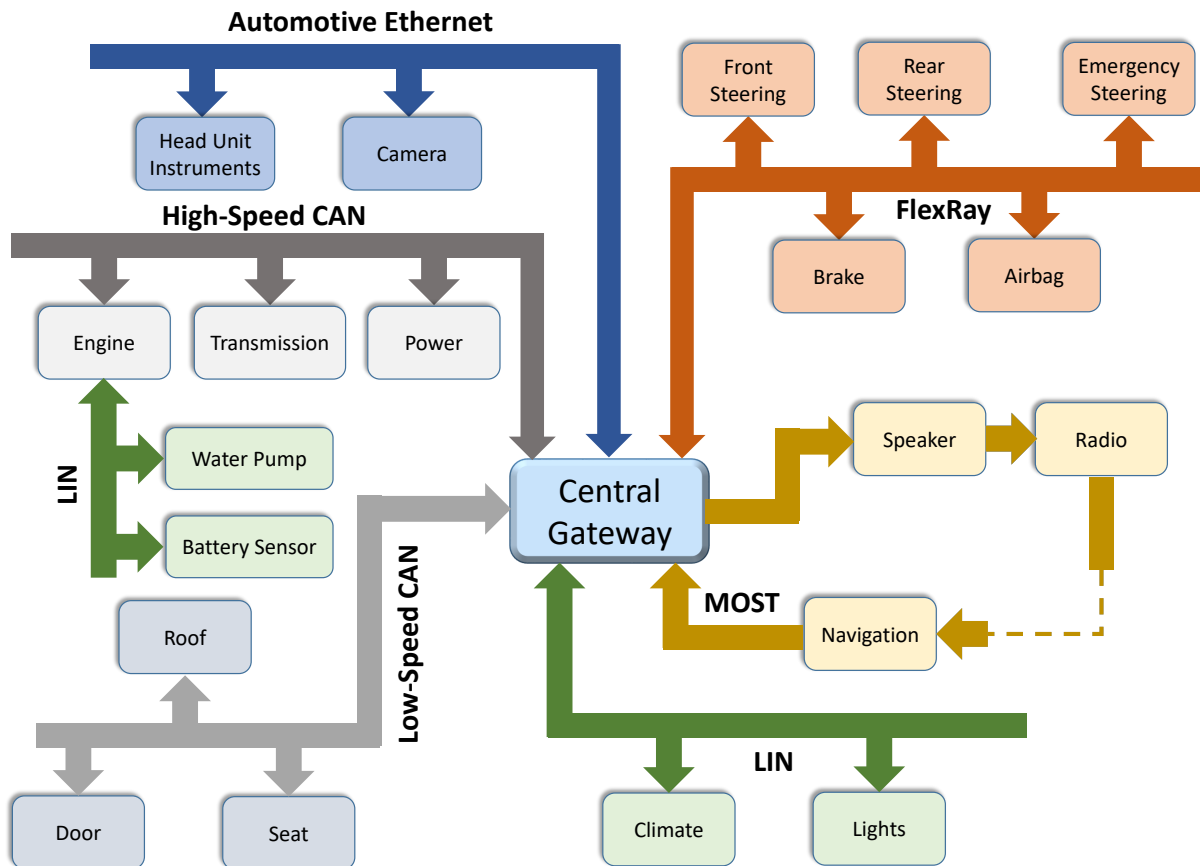 Automotive Ethernet
Head Unit
Instruments
Camera
Front
Steering
Rear
Steering
Emergency
Steering
FlexRay
Brake
Airbag
High-Speed CAN
Engine
Transmission
Power
LIN
Water Pump
Battery Sensor
Central
Gateway
Speaker
Radio
MOST
Navigation
Low-Speed CAN
Roof
Door
Seat
LIN
Climate
Lights